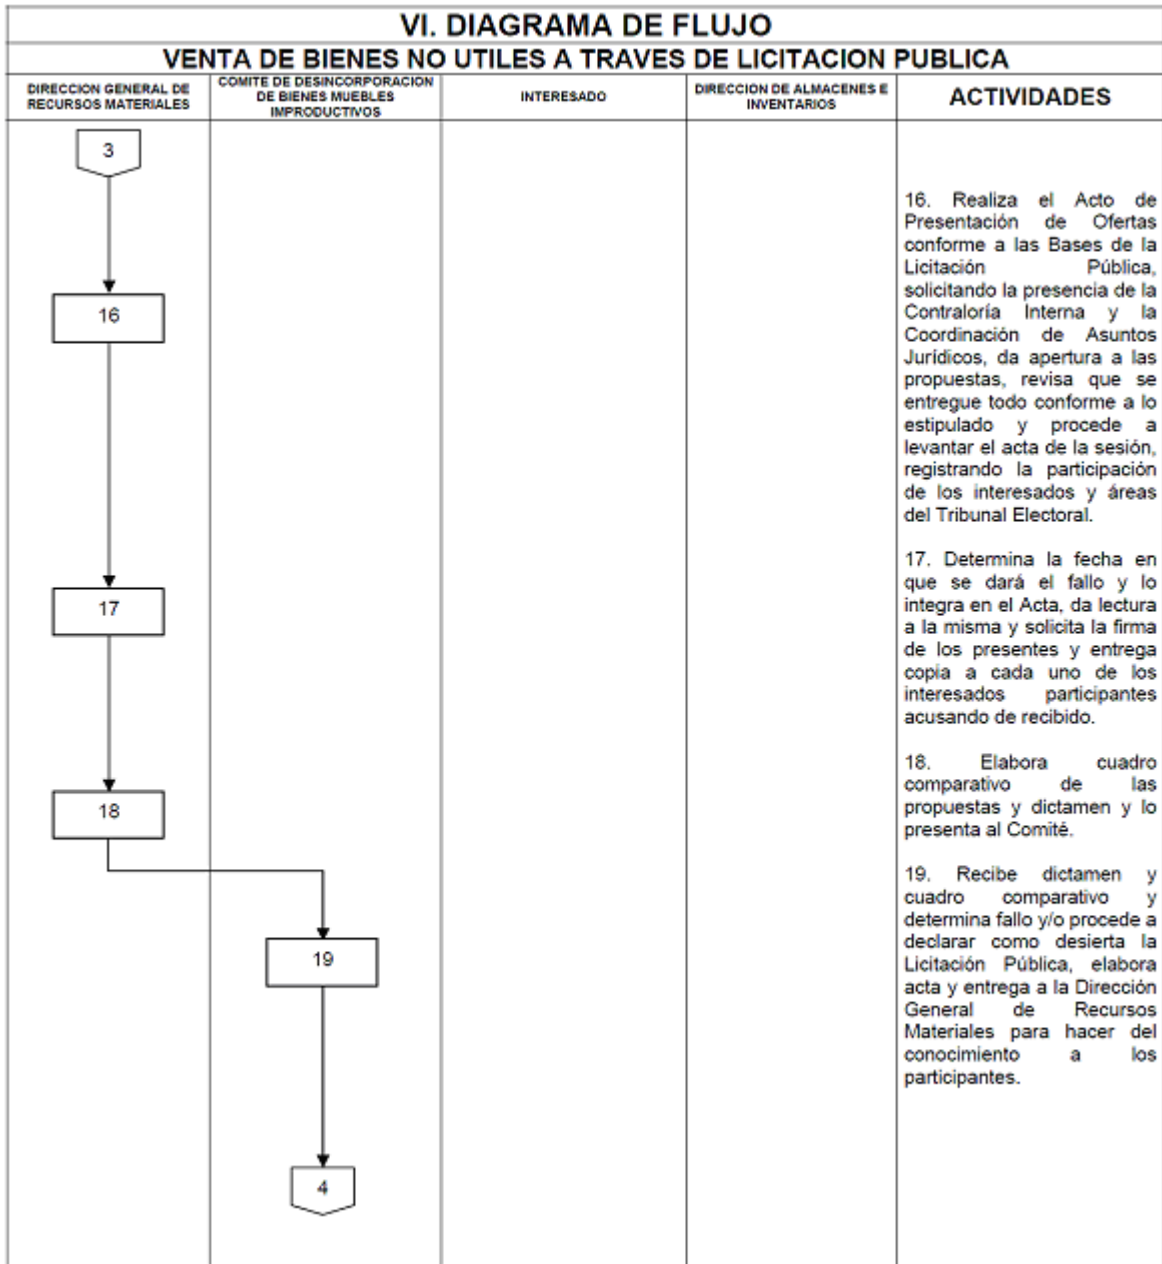 VI. DIAGRAMA DE FLUJO
VENTA DE BIENES NO UTILES A TRAVES DE LICITACION PUBLICA
DIRECCION GENERAL DE
RECURSOS MATERIALES
COMITE DE DESINCORPORACION
DE BIENES MUEBLES
IMPRODUCTIVOS
INTERESADO
DIRECCION DE ALMACENES E
INVENTARIOS
ACTIVIDADES
3
16
17
18
19
4
16. Realiza el Acto de
Presentación de Ofertas
conforme a las Bases de la
Licitación Pública,
solicitando la presencia de la
Contraloría Interna y la
Coordinación de Asuntos
Jurídicos, da apertura a las
propuestas, revisa que se
entregue todo conforme a lo
estipulado y procede a
levantar el acta de la sesión,
registrando la participación
de los interesados y áreas
del Tribunal Electoral.
17. Determina la fecha en
que se dará el fallo y lo
integra en el Acta, da lectura
a la misma y solicita la firma
de los presentes y entrega
copia a cada uno de los
interesados participantes
acusando de recibido.
18. Elabora cuadro
comparativo de las
propuestas y dictamen y lo
presenta al Comité.
19. Recibe dictamen y
cuadro comparativo y
determina fallo y/o procede a
declarar como desierta la
Licitación Pública, elabora
acta y entrega a la Dirección
General de Recursos
Materiales para hacer del
conocimiento a los
participantes.